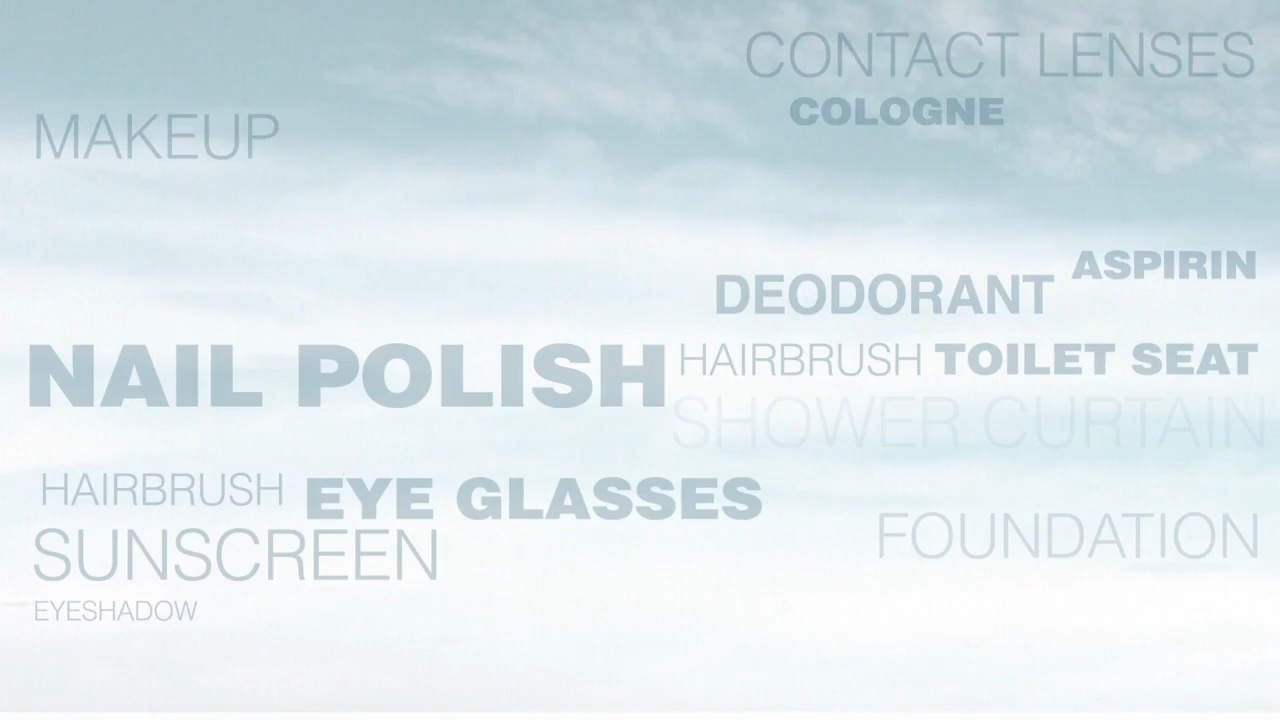 CONTACT LENSES
COLOGNE
MAKEUP
ASPIRIN
DEODORANT
NAIL POLISH HAIRBRUSH TOILET SEAT
SHOWER CURTAIN
HAIRBRUSH EYE GLASSES
FOUNDATION
SUNSCREEN
EYESHADOW